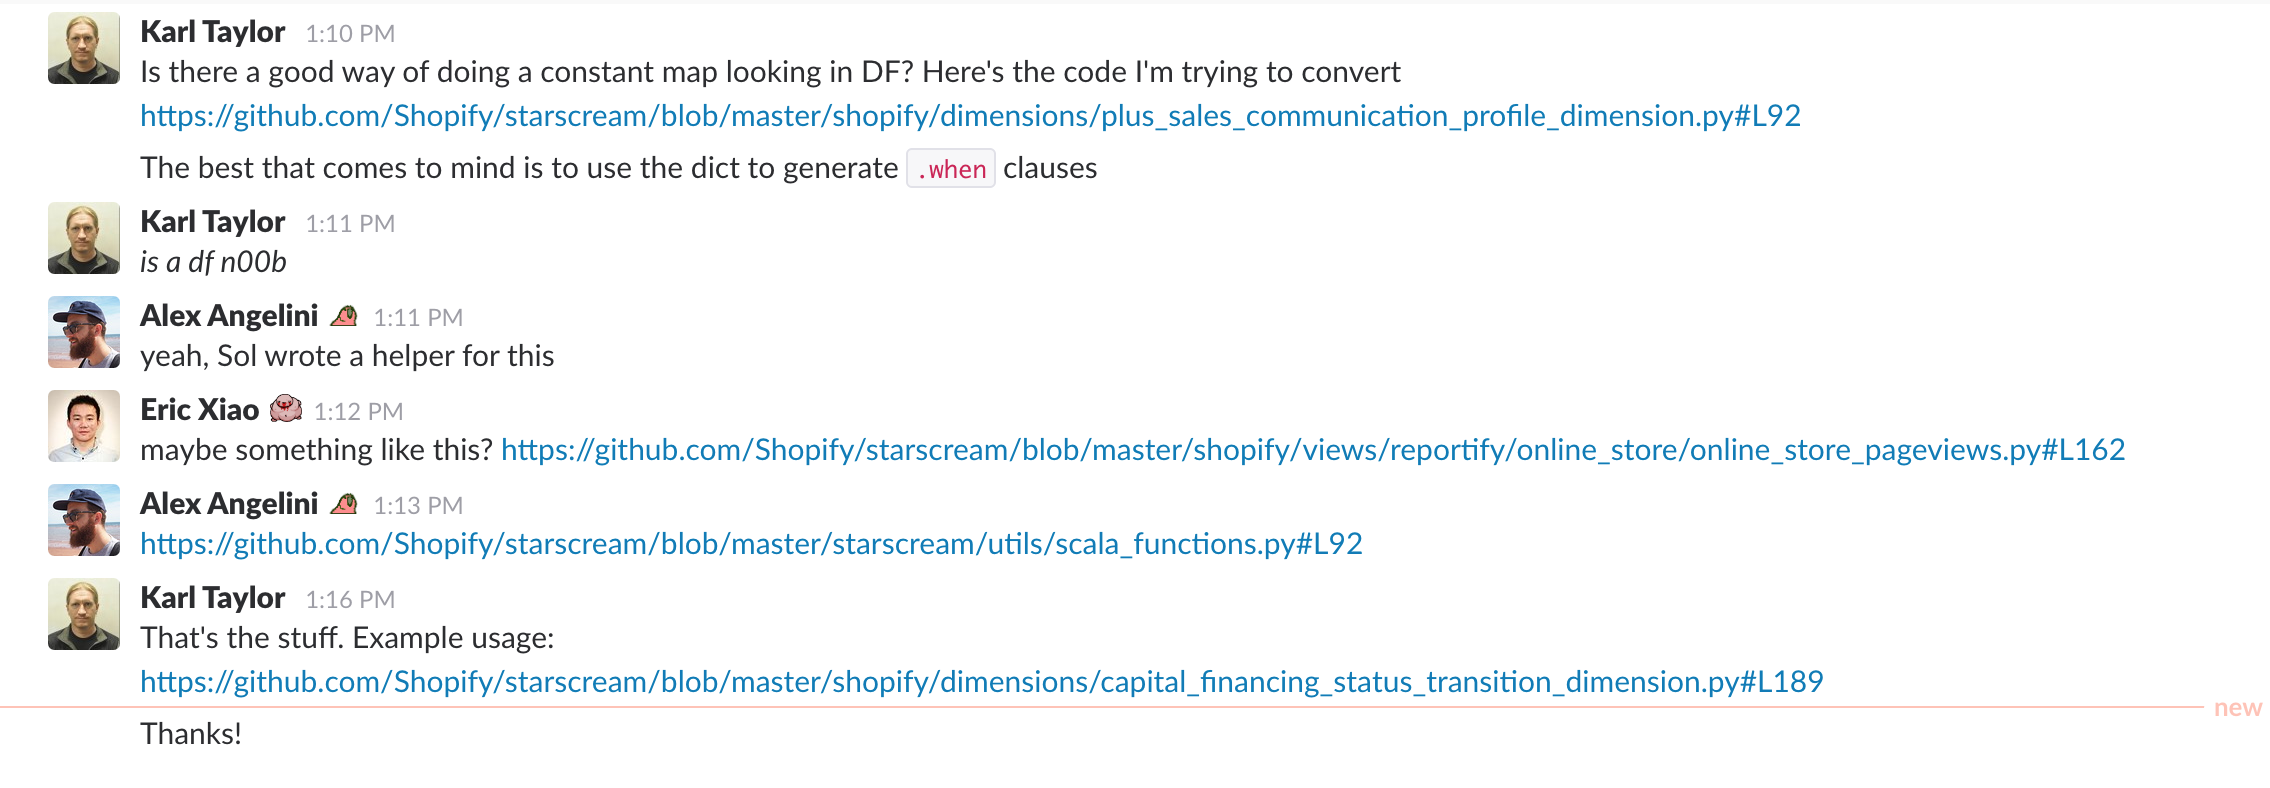 Karl Taylor 1:10 PM
Is there a good way of doing a constant map looking in DF? Here's the code I'm trying to convert
https://github.com/Shopify/starscream/blob/master/shopify/dimensions/plus_sales_communication_profile_dimension.py#L92
The best that comes to mind is to use the dict to generate .when clauses
Karl Taylor 1:11 PM
is a df n00b
Alex Angelini 1:11 PM
yeah, Sol wrote a helper for this
Eric Xiao 1:12 PM
maybe something like this? https://github.com/Shopify/starscream/blob/master/shopify/views/reportify/online_store/online_store_pageviews.py#L162
Alex Angelini 1:13 PM
https://github.com/Shopify/starscream/blob/master/starscream/utils/scala_functions.py#L92
Karl Taylor 1:16 PM
That's the stuff. Example usage:
https://github.com/Shopify/starscream/blob/master/shopify/dimensions/capital_financing_status_transition_dimension.py#L189
new
Thanks!